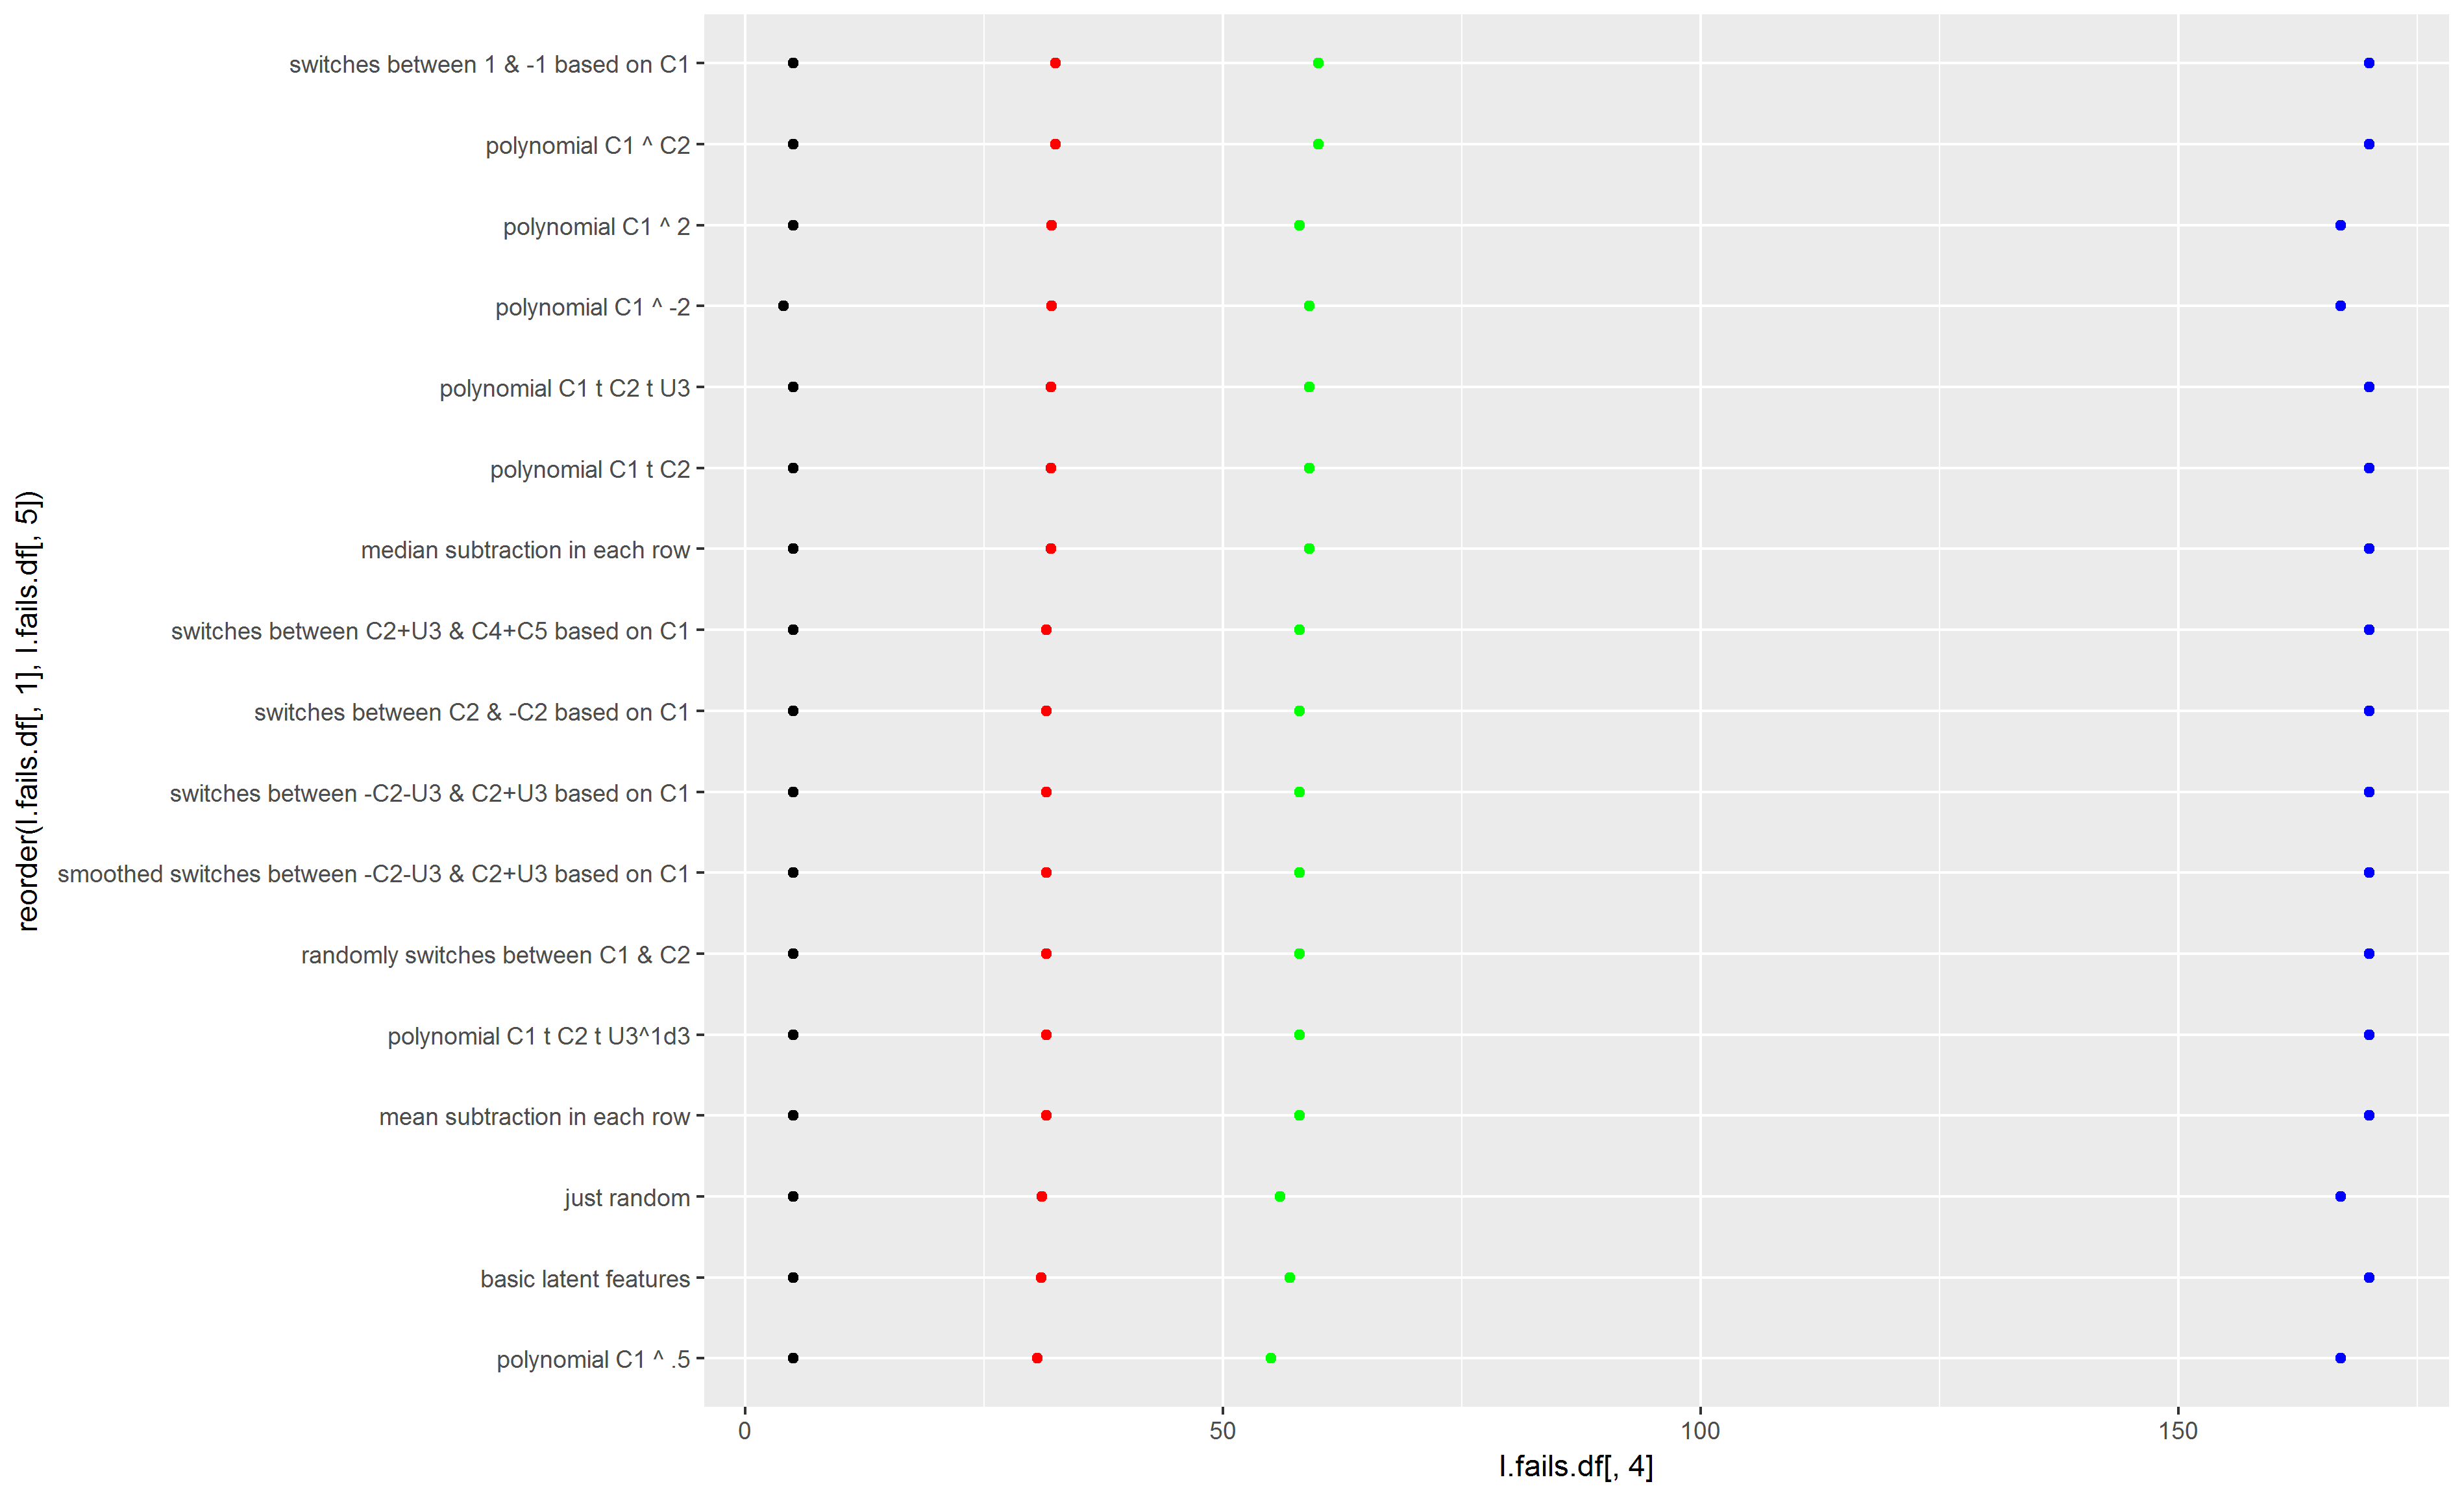 switches between 1 & -1 based on C1
polynomial C1 ^ C2
polynomial C1 ^ 2
polynomial C1 ^ -2
polynomial C1 t C2 t U3
polynomial C1 t C2
median subtraction in each row
switches between C2+U3 & C4+C5 based on C1
switches between C2 & -C2 based on C1
switches between -C2-U3 & C2+U3 based on C1
smoothed switches between -C2-U3 & C2+U3 based on C1
randomly switches between C1 & C2
polynomial C1 t C2 t U3^1d3
mean subtraction in each row
just random
basic latent features
polynomial C1 ^ .5
reorder(I.fails.df[, 1], I.fails.df[, 5])
0 50 100 150
I.fails.df[, 4]